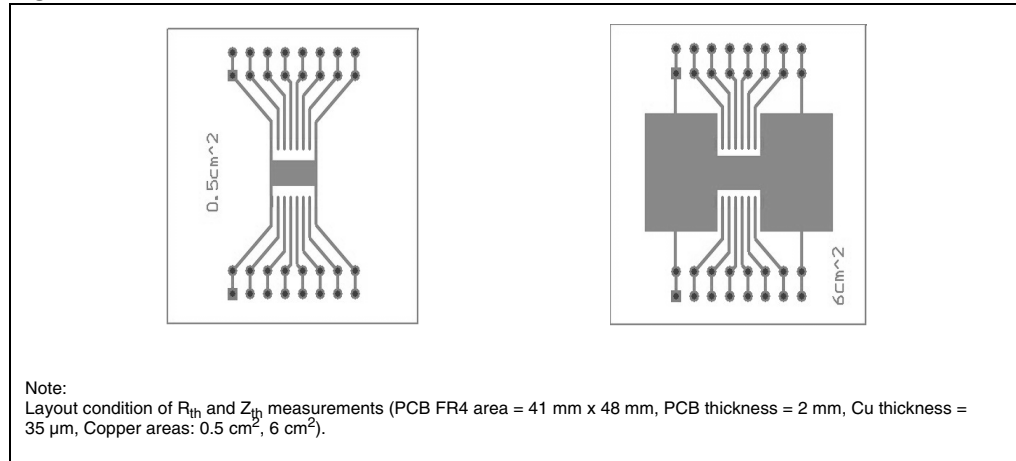 0.5cm^2
6cm^2
Note:
Layout condition of Rth and Zth measurements (PCB FR4 area = 41 mm x 48 mm, PCB thickness = 2 mm, Cu thickness =
35 µm, Copper areas: 0.5 cm², 6 cm²).